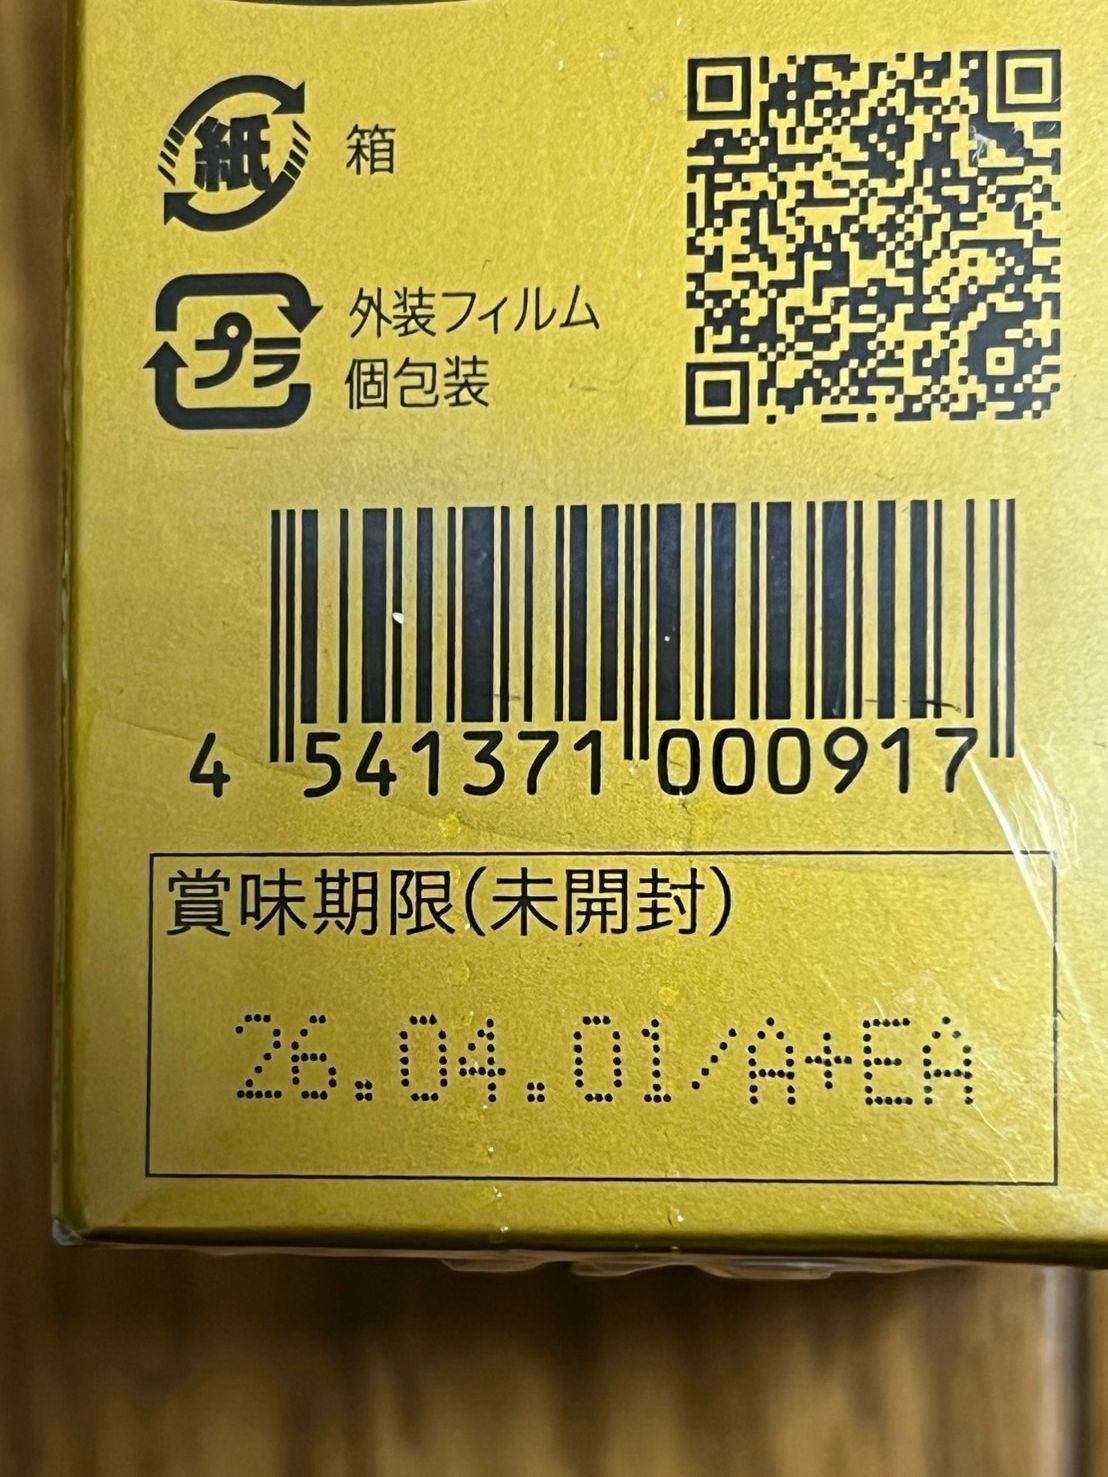 紙 箱
プラ 外装フィルム
個包装
4 541371 000917
賞味期限(未開封)
26.04.01/A+EA